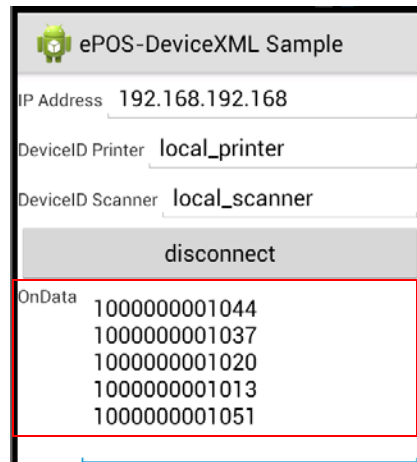 ePOS-DeviceXML Sample
IP Address 192.168.192.168
DeviceID Printer local_printer
DeviceID Scanner local_scanner
disconnect
OnData 1000000001044
1000000001037
1000000001020
1000000001013
1000000001051